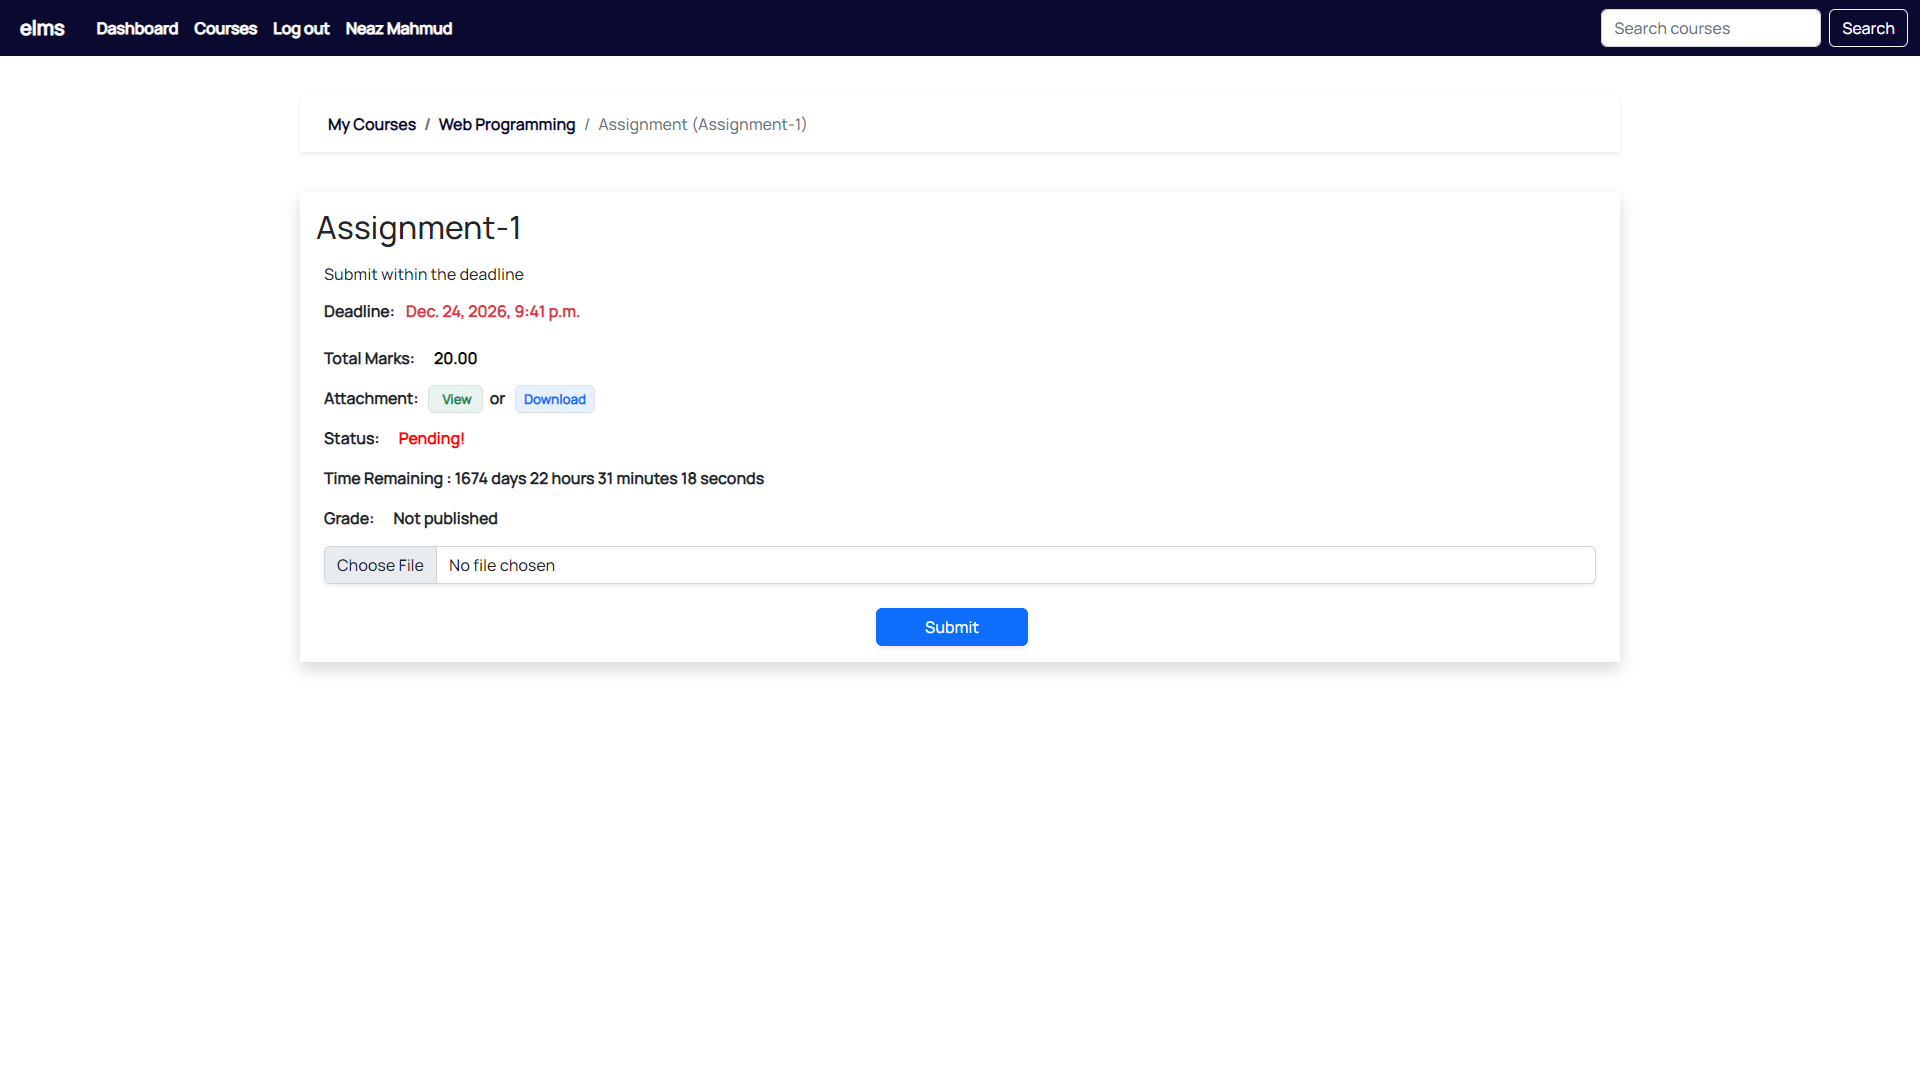 elms Dashboard Courses Log out Neaz Mahmud Search courses Search
My Courses / Web Programming / Assignment (Assignment-1)
Assignment-1
Submit within the deadline
Deadline: Dec. 24, 2026, 9:41 p.m.
Total Marks: 20.00
Attachment: View or Download
Status: Pending!
Time Remaining : 1674 days 22 hours 31 minutes 18 seconds
Grade: Not published
Choose File No file chosen
Submit